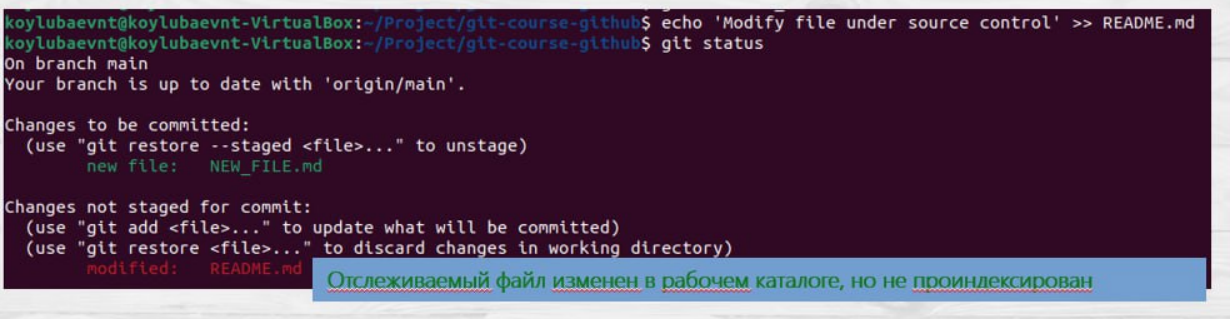 koylubaevnt@koylubaevnt-VirtualBox:~/Project/git-course-github$ echo 'Modify file under source control' >> README.md
koylubaevnt@koylubaevnt-VirtualBox:~/Project/git-course-github$ git status
On branch main
Your branch is up to date with 'origin/main'.
Changes to be committed:
  (use "git restore --staged <file>..." to unstage)
        new file:   NEW_FILE.md
Changes not staged for commit:
  (use "git add <file>..." to update what will be committed)
  (use "git restore <file>..." to discard changes in working directory)
        modified:   README.md
Отслеживаемый файл изменен в рабочем каталоге, но не проиндексирован